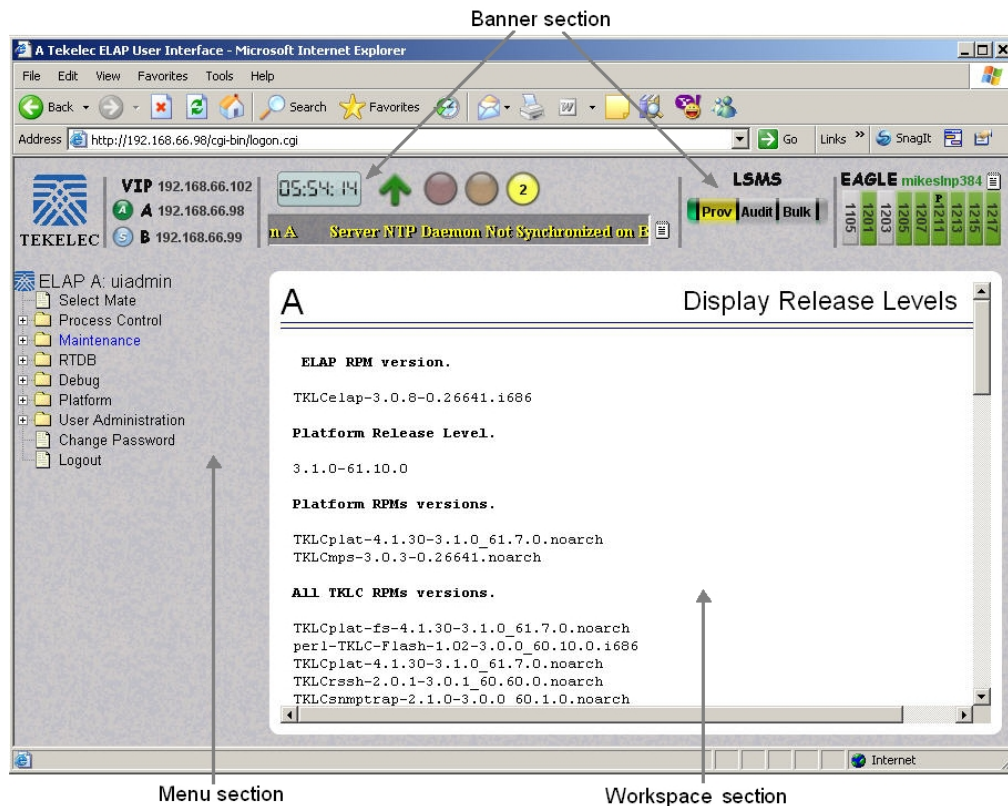 Banner section
A Tekelec ELAP User Interface - Microsoft Internet Explorer
File Edit View Favorites Tools Help
Back Search Favorites
Address http://192.168.66.98/cgi-bin/logon.cgi Go Links » SnagIt
TEKELEC
VIP 192.168.66.102
A A 192.168.66.98
S B 192.168.66.99
05:54:14
2
n A Server NTP Daemon Not Synchronized on B
LSMS
Prov Audit Bulk
EAGLE mikeslnp384
P
1105 1201 1203 1205 1207 1211 1213 1215 1217
ELAP A: uiadmin
Select Mate
Process Control
Maintenance
RTDB
Debug
Platform
User Administration
Change Password
Logout
A Display Release Levels
ELAP RPM version.
TKLCelap-3.0.8-0.26641.i686
Platform Release Level.
3.1.0-61.10.0
Platform RPMs versions.
TKLCplat-4.1.30-3.1.0_61.7.0.noarch
TKLCmps-3.0.3-0.26641.noarch
All TKLC RPMs versions.
TKLCplat-fs-4.1.30-3.1.0_61.7.0.noarch
perl-TKLC-Flash-1.02-3.0.0_60.10.0.i686
TKLCplat-4.1.30-3.1.0_61.7.0.noarch
TKLCrssh-2.0.1-3.0.1_60.60.0.noarch
TKLCsnmptrap-2.1.0-3.0.0_60.1.0.noarch
Internet
Menu section
Workspace section